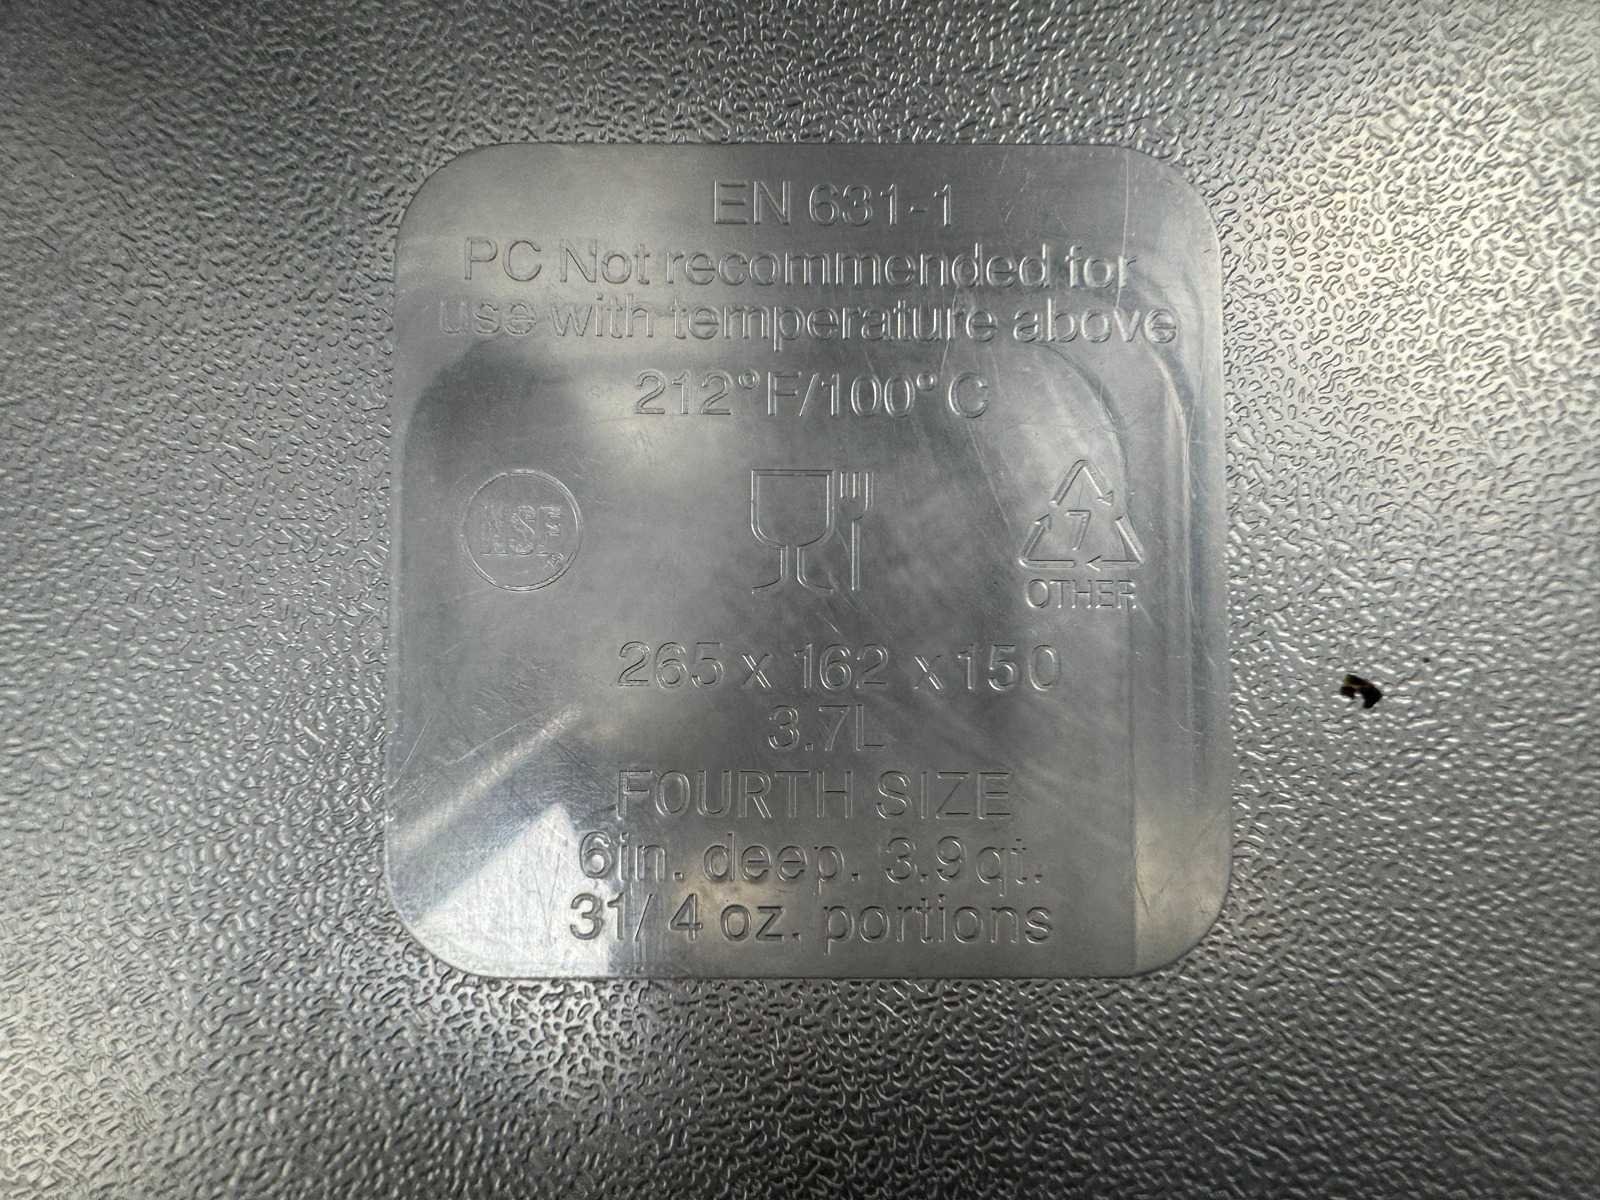 EN 631-1
PC Not recommended for
use with temperature above
212°F/100°C
NSF
7
OTHER
265 x 162 x 150
3.7L
FOURTH SIZE
6in. deep. 3.9qt.
31/ 4 oz. portions